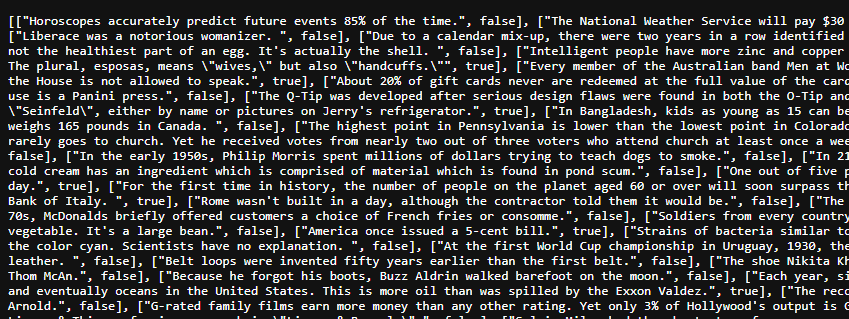 [["Horoscopes accurately predict future events 85% of the time.", false], ["The National Weather Service will pay $30
["Liberace was a notorious womanizer. ", false], ["Due to a calendar mix-up, there were two years in a row identified
not the healthiest part of an egg. It's actually the shell. ", false], ["Intelligent people have more zinc and copper
The plural, esposas, means \"wives,\" but also \"handcuffs.\"", true], ["Every member of the Australian band Men at Wo
the House is not allowed to speak.", true], ["About 20% of gift cards never are redeemed at the full value of the card
use is a Panini press.", false], ["The Q-Tip was developed after serious design flaws were found in both the O-Tip and
\"Seinfeld\", either by name or pictures on Jerry's refrigerator.", true], ["In Bangladesh, kids as young as 15 can be
weighs 165 pounds in Canada. ", false], ["The highest point in Pennsylvania is lower than the lowest point in Colorado
rarely goes to church. Yet he received votes from nearly two out of three voters who attend church at least once a wee
false], ["In the early 1950s, Philip Morris spent millions of dollars trying to teach dogs to smoke.", false], ["In 21
cold cream has an ingredient which is comprised of material which is found in pond scum.", false], ["One out of five p
day.", true], ["For the first time in history, the number of people on the planet aged 60 or over will soon surpass th
Bank of Italy. ", true], ["Rome wasn't built in a day, although the contractor told them it would be.", false], ["The
70s, McDonalds briefly offered customers a choice of French fries or consomme.", false], ["Soldiers from every country
vegetable. It's a large bean.", false], ["America once issued a 5-cent bill.", true], ["Strains of bacteria similar to
the color cyan. Scientists have no explanation. ", false], ["At the first World Cup championship in Uruguay, 1930, the
leather. ", false], ["Belt loops were invented fifty years earlier than the first belt.", false], ["The shoe Nikita Kh
Thom McAn.", false], ["Because he forgot his boots, Buzz Aldrin walked barefoot on the moon.", false], ["Each year, si
and eventually oceans in the United States. This is more oil than was spilled by the Exxon Valdez.", true], ["The reco
Arnold.", false], ["G-rated family films earn more money than any other rating. Yet only 3% of Hollywood's output is G